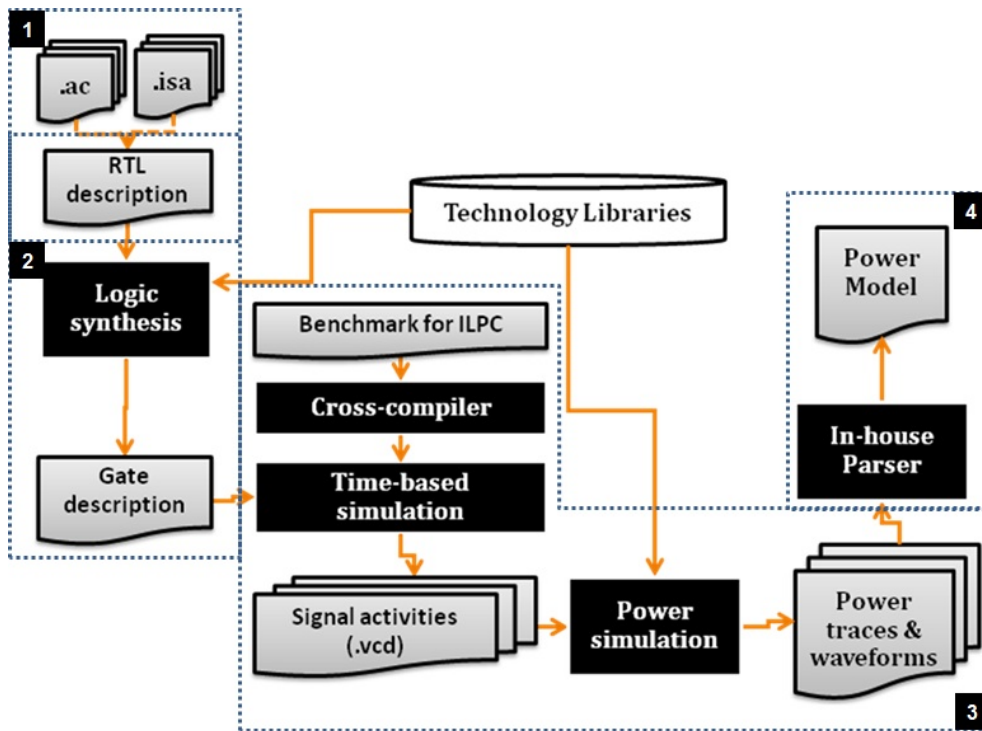 1
.ac
.isa
RTL
description
Technology Libraries
4
2
Logic
synthesis
Power
Model
Benchmark for ILPC
Cross-compiler
In-house
Parser
Gate
description
Time-based
simulation
Signal activities
(.vcd)
Power
simulation
Power
traces &
waveforms
3